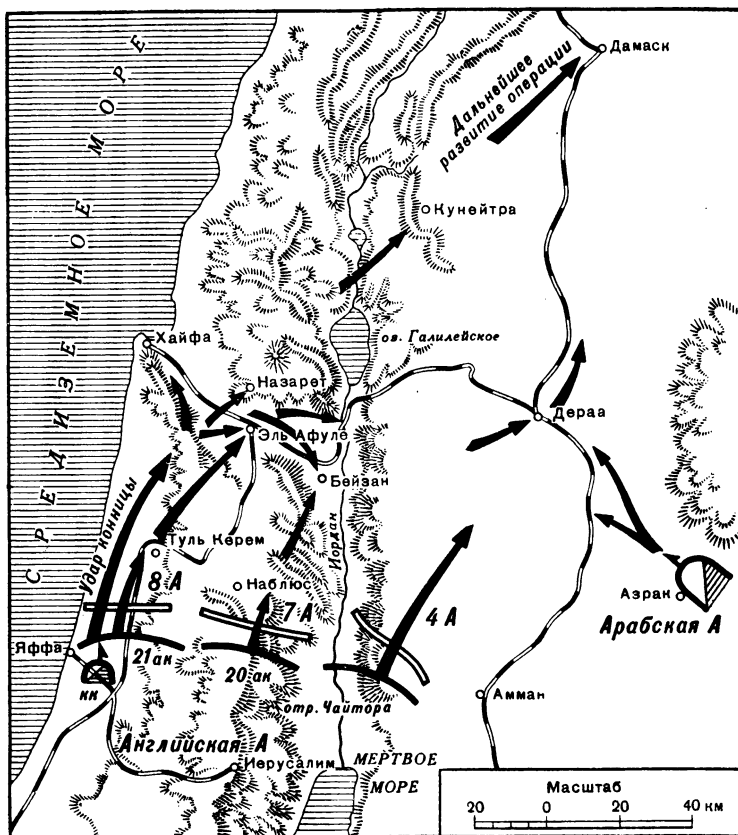 Дамаск
Дальнейшее
развитие операции
СРЕДИЗЕМНОЕ МОРЕ
Кунейтра
Хайфа
оз. Галилейское
Назарет
Дераа
Эль Афуле
Бейзан
Удар конницы
Иордан
Туль Керем
8 А
Наблюс
7 А
4 А
Азрак
Арабская А
Яффа
21 ак
20 ак
кк
Амман
отр. Чайтора
Английская А
Иерусалим
МЕРТВОЕ
МОРЕ
Масштаб
20 0 20 40 км